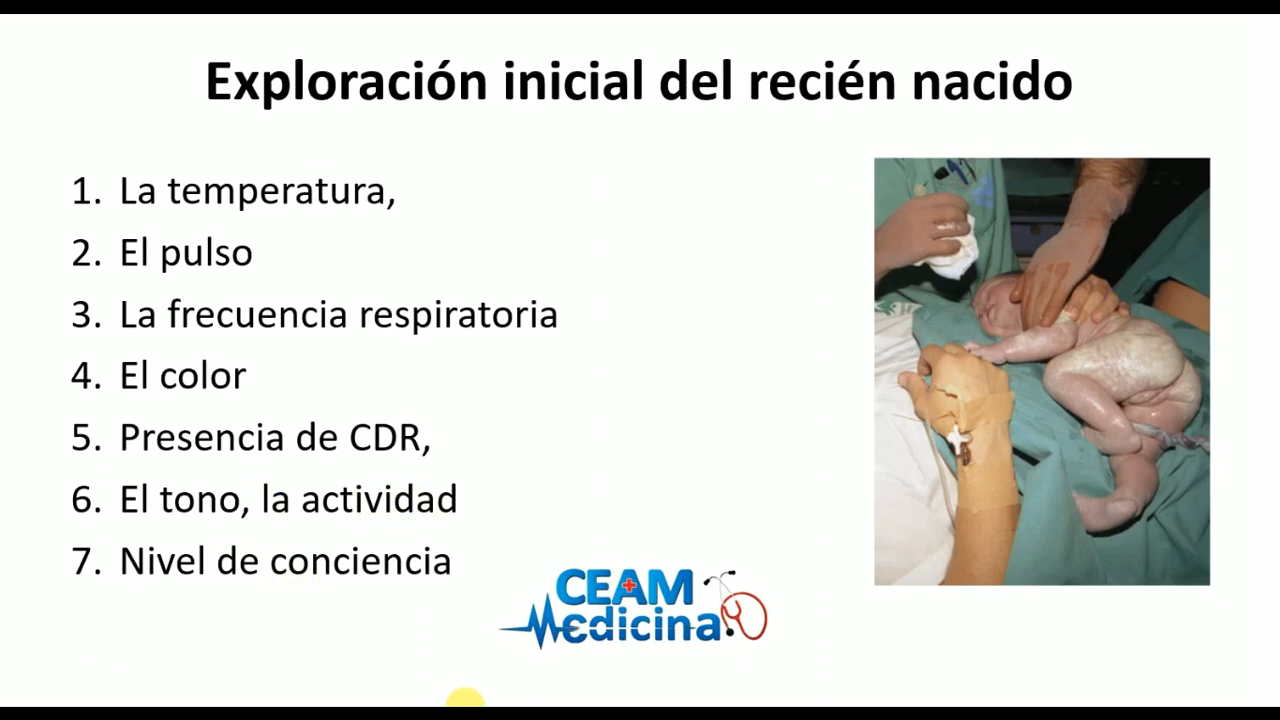 Exploración inicial del recién nacido
1. La temperatura,
2. El pulso
3. La frecuencia respiratoria
4. El color
5. Presencia de CDR,
6. El tono, la actividad
7. Nivel de conciencia
CEAM
Medicina